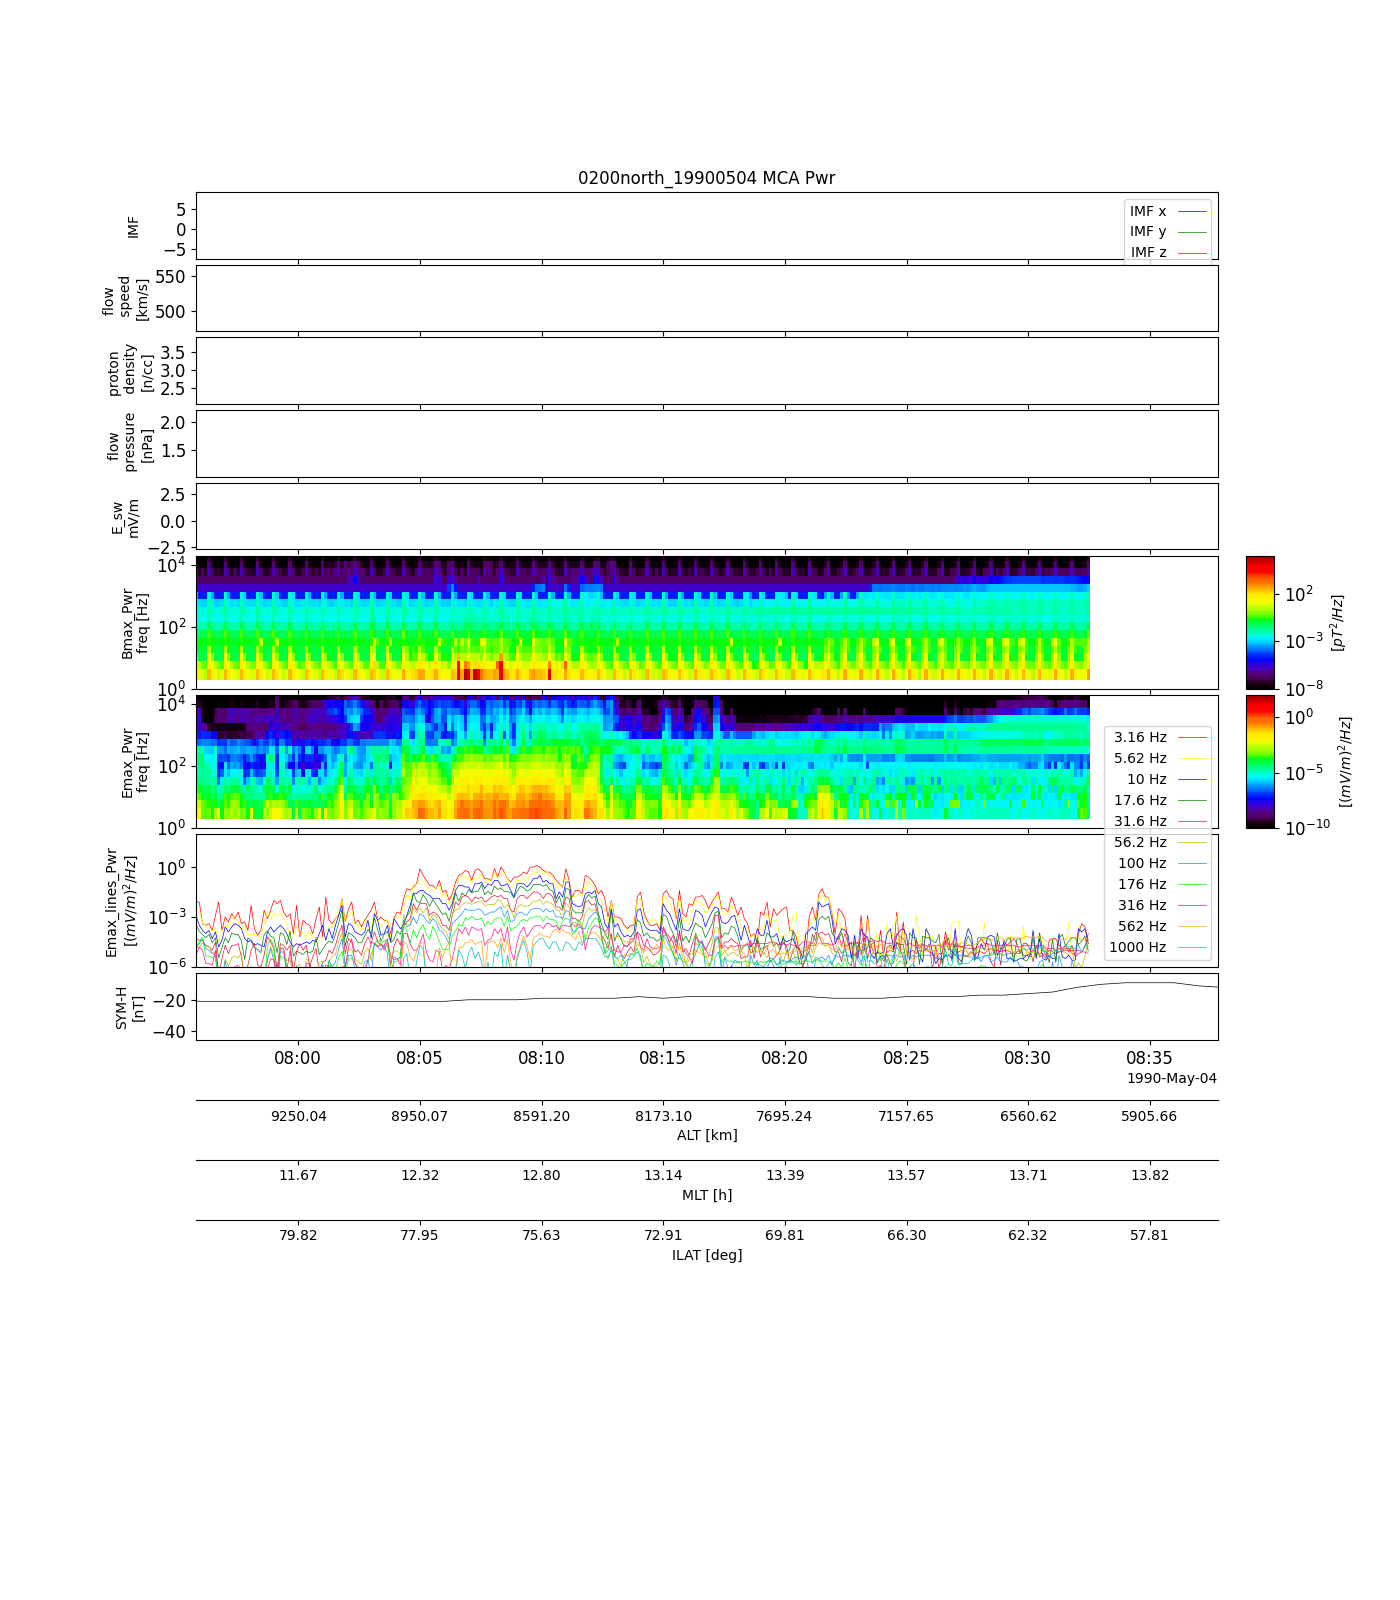 0200north_19900504 MCA Pwr
IMF
5
0
−5
IMF x
IMF y
IMF z
flow
speed
[km/s]
550
500
proton
density
[n/cc]
3.5
3.0
2.5
flow
pressure
[nPa]
2.0
1.5
E_sw
mV/m
2.5
0.0
−2.5
Bmax_Pwr
freq [Hz]
10^4
10^2
10^0
10^2
10^−3
10^−8
[pT^2/Hz]
Emax_Pwr
freq [Hz]
10^4
10^2
10^0
10^0
10^−5
10^−10
[(mV/m)^2/Hz]
3.16 Hz
5.62 Hz
10 Hz
17.6 Hz
31.6 Hz
56.2 Hz
100 Hz
176 Hz
316 Hz
562 Hz
1000 Hz
Emax_lines_Pwr
[(mV/m)^2/Hz]
10^0
10^−3
10^−6
SYM-H
[nT]
−20
−40
08:00 08:05 08:10 08:15 08:20 08:25 08:30 08:35
1990-May-04
9250.04 8950.07 8591.20 8173.10 7695.24 7157.65 6560.62 5905.66
ALT [km]
11.67 12.32 12.80 13.14 13.39 13.57 13.71 13.82
MLT [h]
79.82 77.95 75.63 72.91 69.81 66.30 62.32 57.81
ILAT [deg]